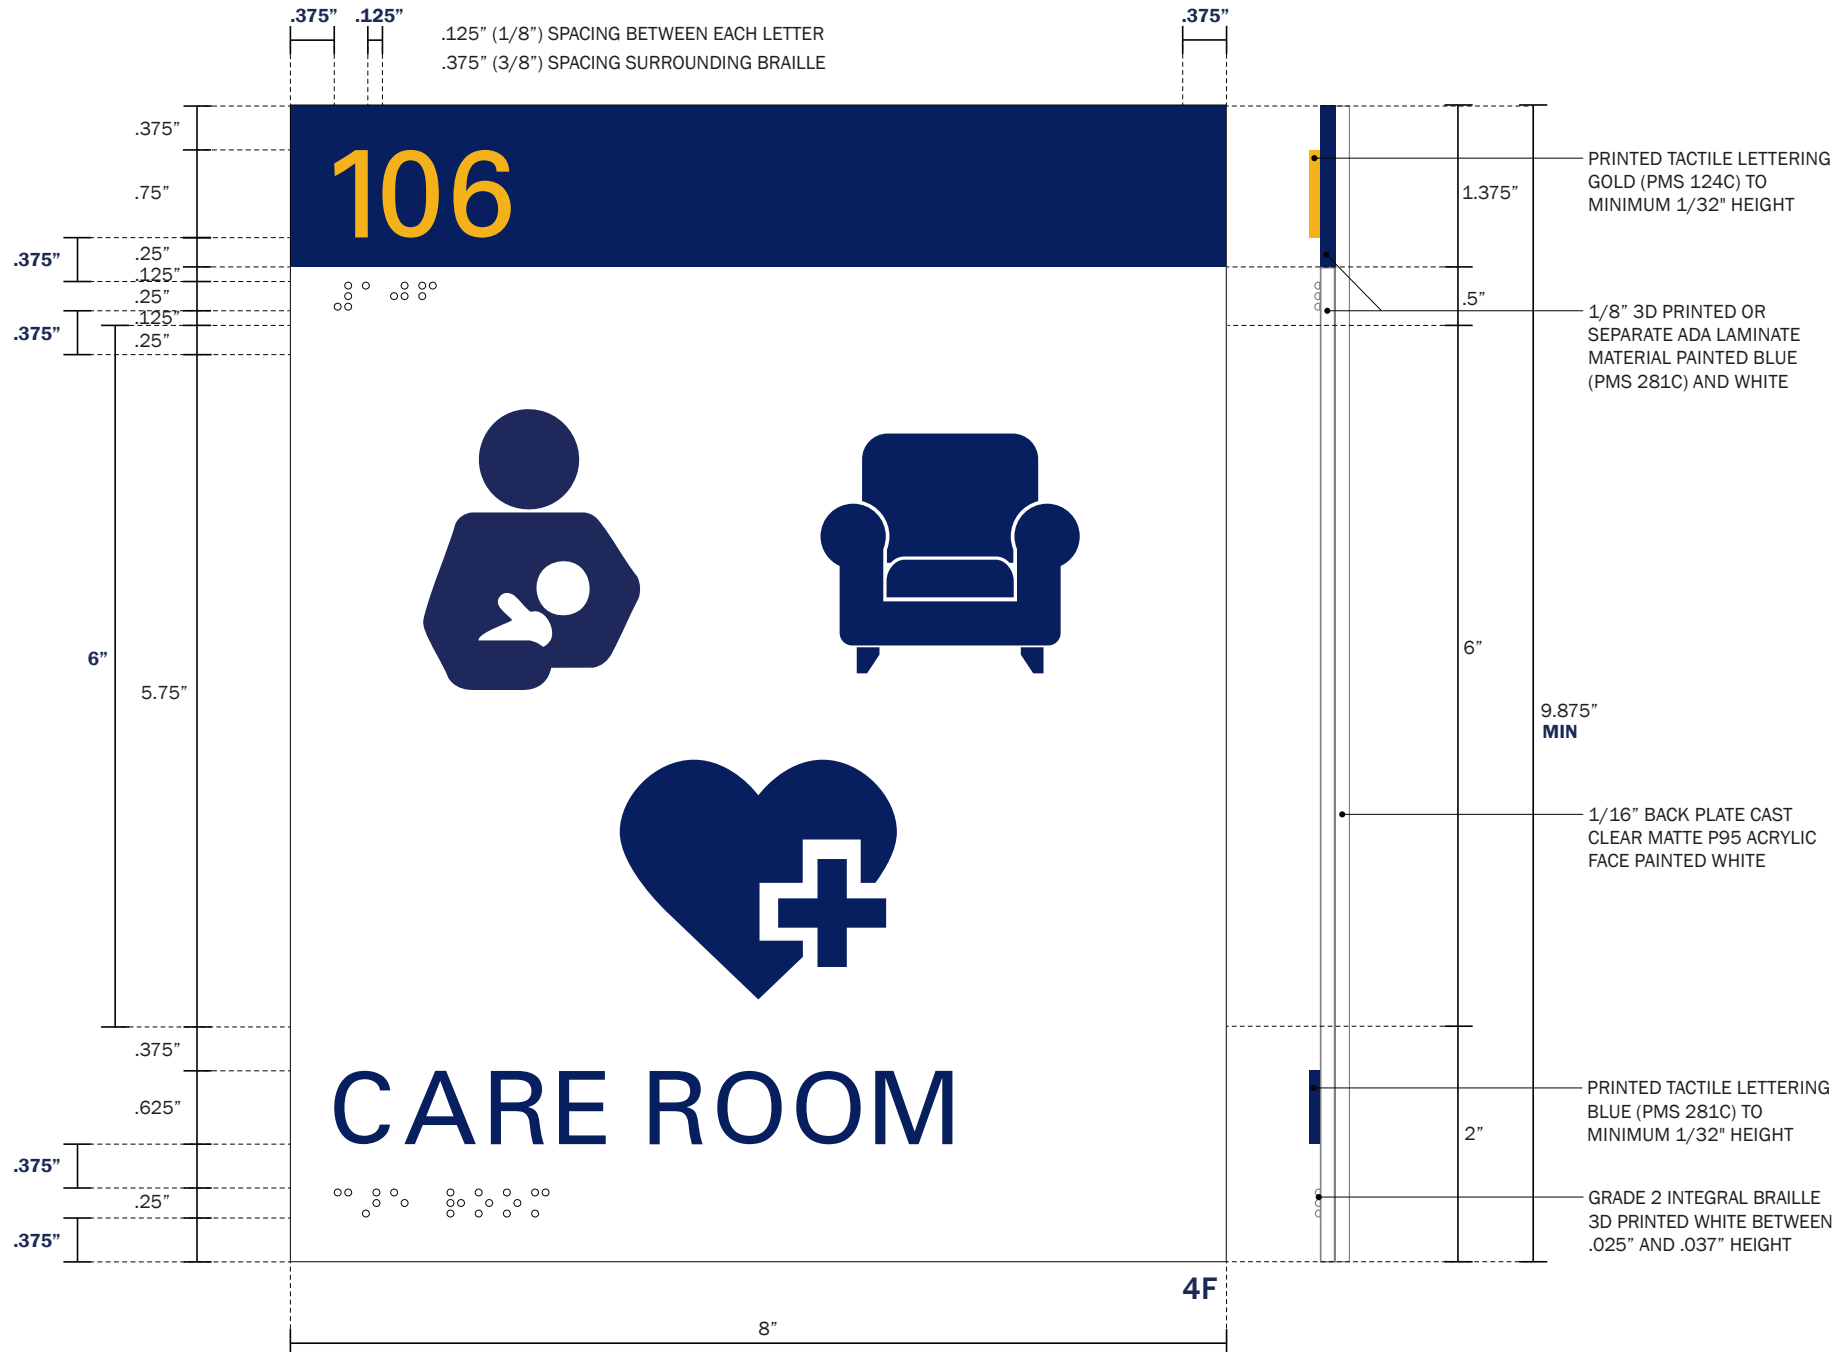 .375” .125” .375”
.125” (1/8”) SPACING BETWEEN EACH LETTER
.375” (3/8”) SPACING SURROUNDING BRAILLE
.375”
.75”
.25”
.375”
.125”
.25”
.125”
.375”
.25”
6”
5.75”
.375”
.625”
.375”
.25”
.375”
106
⠼⠁⠚⠋
CARE ROOM
⠉⠜⠑ ⠗⠕⠕⠍
4F
8”
1.375”
.5”
6”
2”
9.875”
MIN
PRINTED TACTILE LETTERING
GOLD (PMS 124C) TO
MINIMUM 1/32" HEIGHT
1/8” 3D PRINTED OR
SEPARATE ADA LAMINATE
MATERIAL PAINTED BLUE
(PMS 281C) AND WHITE
1/16” BACK PLATE CAST
CLEAR MATTE P95 ACRYLIC
FACE PAINTED WHITE
PRINTED TACTILE LETTERING
BLUE (PMS 281C) TO
MINIMUM 1/32" HEIGHT
GRADE 2 INTEGRAL BRAILLE
3D PRINTED WHITE BETWEEN
.025” AND .037” HEIGHT